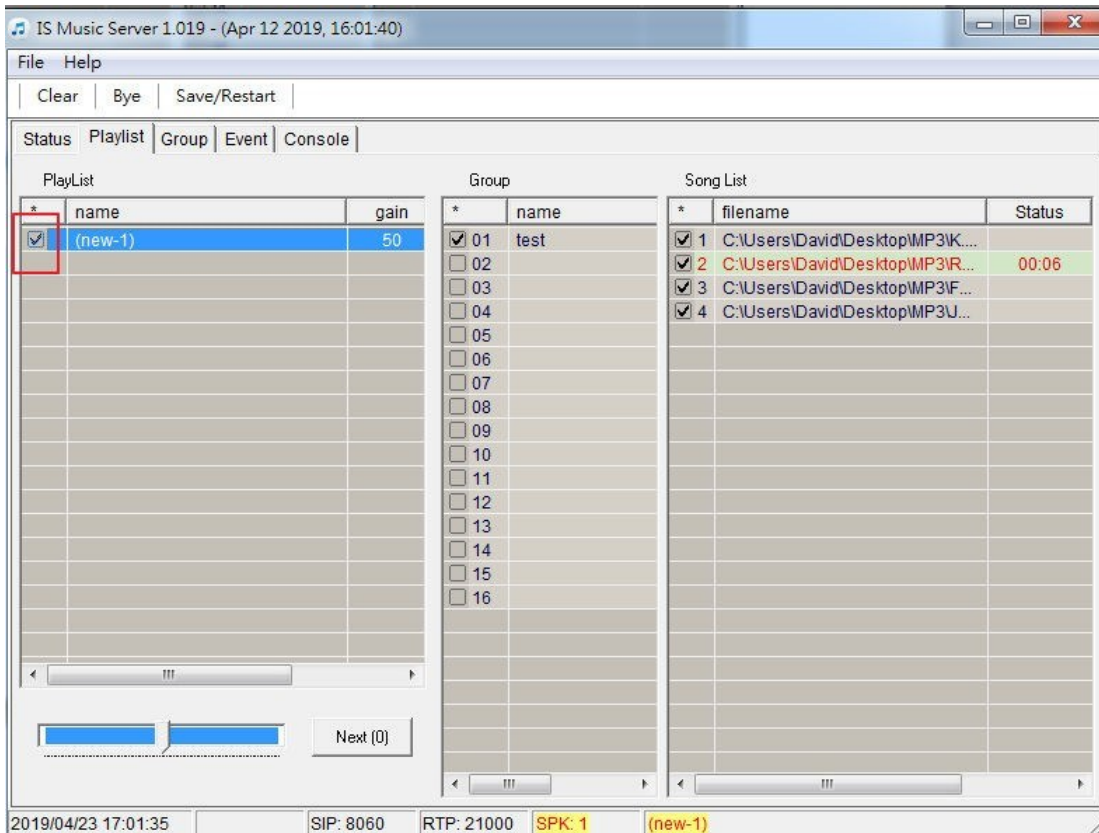 IS Music Server 1.019 - (Apr 12 2019, 16:01:40)
File Help
Clear Bye Save/Restart
Status Playlist Group Event Console
PlayList
* name gain
(new-1) 50
Group
* name
01 test
02
03
04
05
06
07
08
09
10
11
12
13
14
15
16
Song List
* filename Status
1 C:\Users\David\Desktop\MP3\K....
2 C:\Users\David\Desktop\MP3\R... 00:06
3 C:\Users\David\Desktop\MP3\F...
4 C:\Users\David\Desktop\MP3\J...
Next (0)
2019/04/23 17:01:35 SIP: 8060 RTP: 21000 SPK: 1 (new-1)